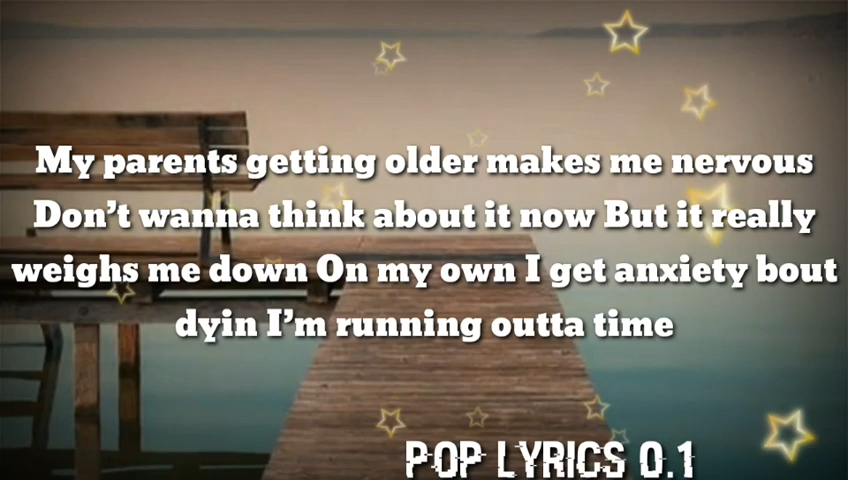 My parents getting older makes me nervous
Don't wanna think about it now But it really
weighs me down On my own I get anxiety bout
dyin I'm running outta time
POP LYRICS 0.1